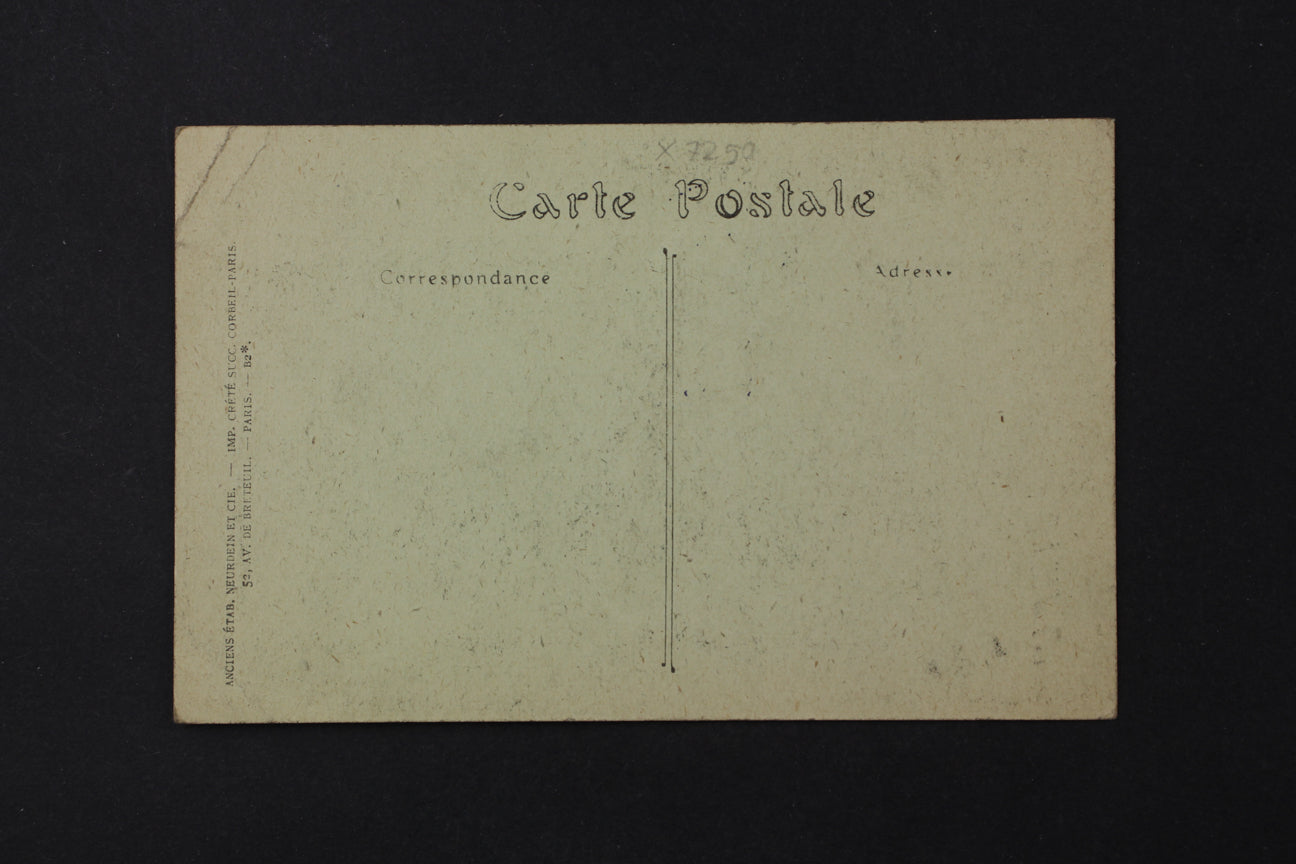 X 7250
Carte Postale
Correspondance
Adresse
ANCIENS ÉTAB. NEURDEIN ET CIE. — IMP. CRÉTÉ SUCC. CORBEIL-PARIS.
52, AV. DE BRETEUIL. — PARIS. — B2*.